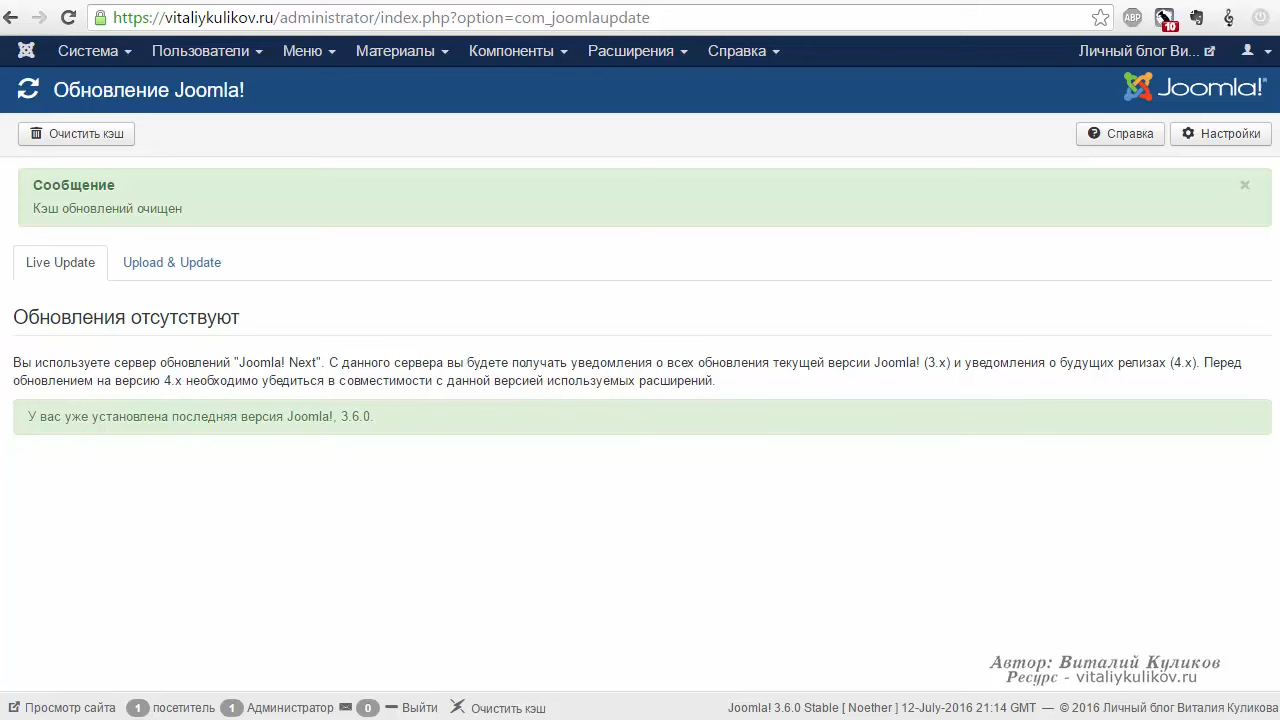 https://vitaliykulikov.ru/administrator/index.php?option=com_joomlaupdate
ABP
10
Система Пользователи Меню Материалы Компоненты Расширения Справка Личный блог Ви...
Обновление Joomla! Joomla!®
Очистить кэш Справка Настройки
Сообщение
Кэш обновлений очищен
Live Update Upload & Update
Обновления отсутствуют
Вы используете сервер обновлений "Joomla! Next". С данного сервера вы будете получать уведомления о всех обновления текущей версии Joomla! (3.x) и уведомления о будущих релизах (4.x). Перед
обновлением на версию 4.x необходимо убедиться в совместимости с данной версией используемых расширений.
У вас уже установлена последняя версия Joomla!, 3.6.0.
Автор: Виталий Куликов
Ресурс - vitaliykulikov.ru
Просмотр сайта 1 посетитель 1 Администратор 0 Выйти Очистить кэш Joomla! 3.6.0 Stable [ Noether ] 12-July-2016 21:14 GMT — © 2016 Личный блог Виталия Куликова